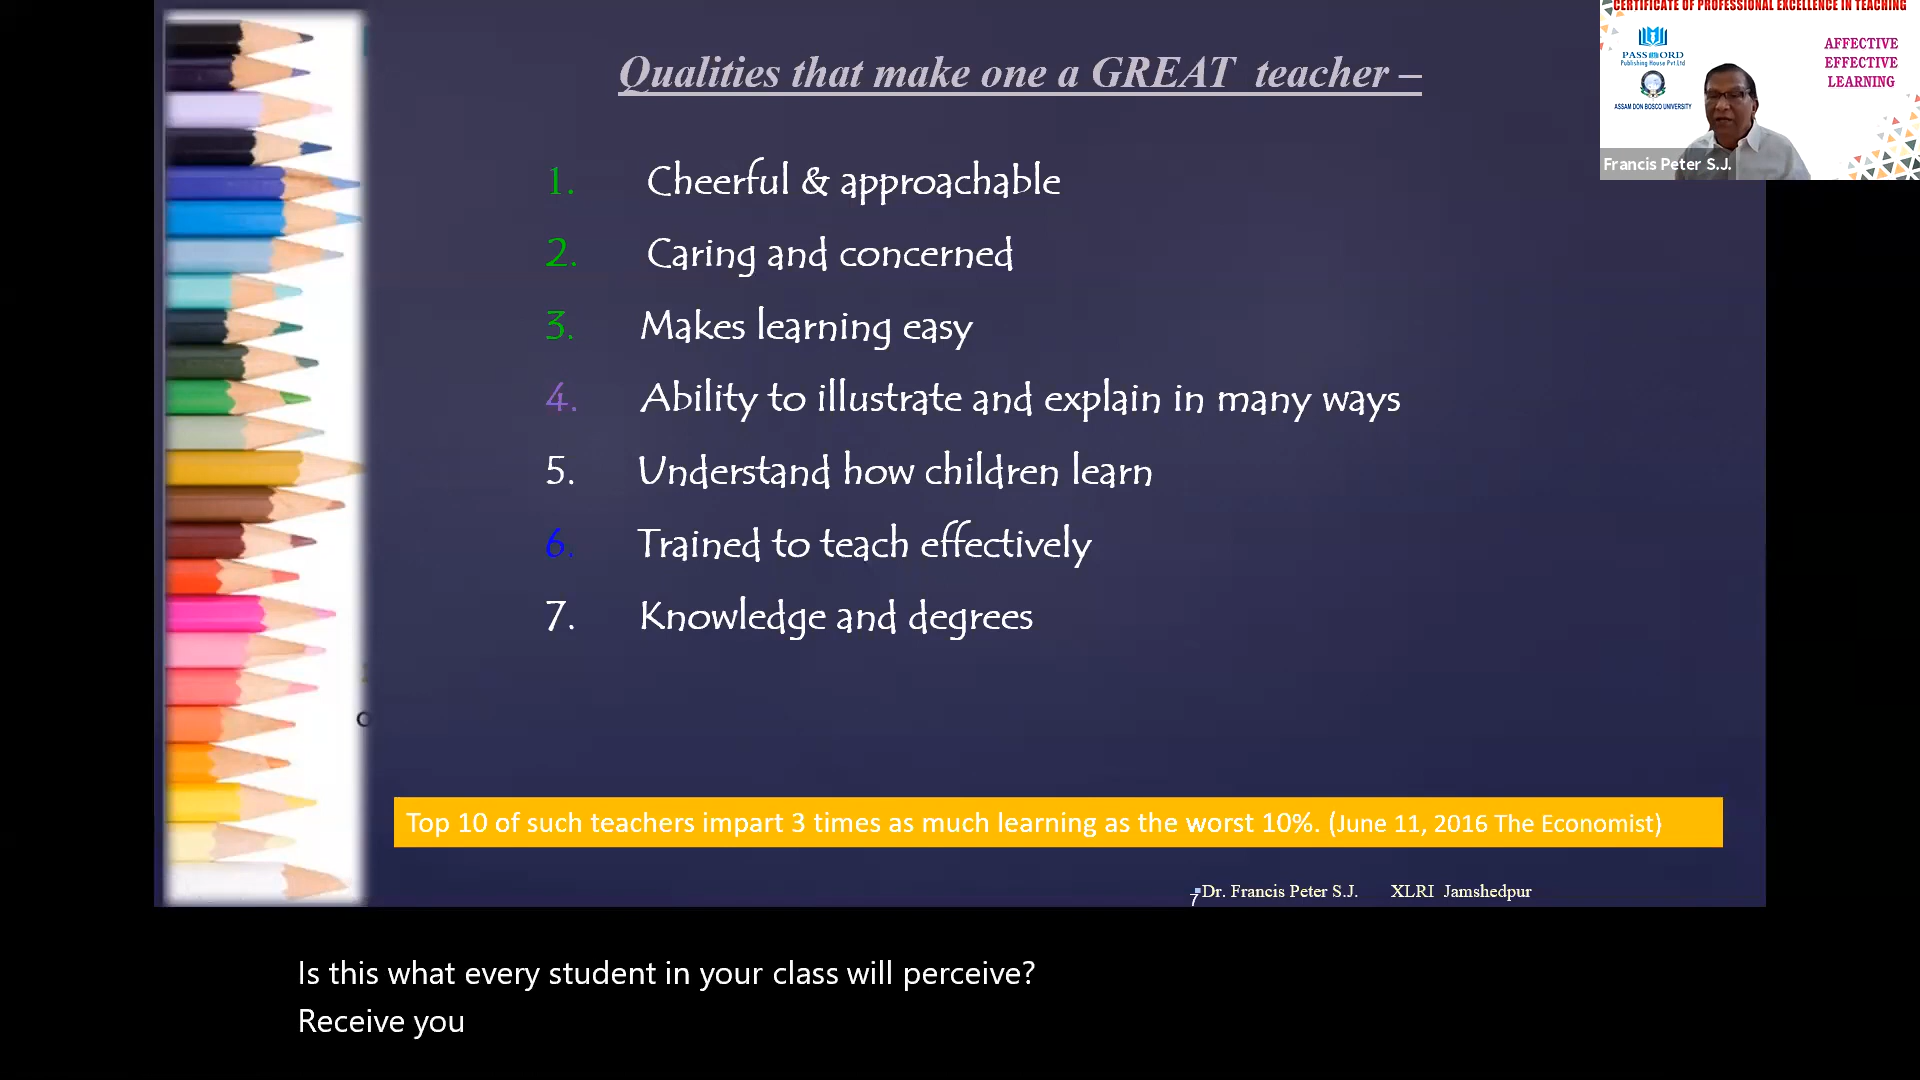 CERTIFICATE OF PROFESSIONAL EXCELLENCE IN TEACHING
PASSWORD
Publishing House Pvt.Ltd
ASSAM DON BOSCO UNIVERSITY
AFFECTIVE
EFFECTIVE
LEARNING
Francis Peter S.J.
Qualities that make one a GREAT teacher –
1. Cheerful & approachable
2. Caring and concerned
3. Makes learning easy
4. Ability to illustrate and explain in many ways
5. Understand how children learn
6. Trained to teach effectively
7. Knowledge and degrees
Top 10 of such teachers impart 3 times as much learning as the worst 10%. (June 11, 2016 The Economist)
7
Dr. Francis Peter S.J. XLRI Jamshedpur
Is this what every student in your class will perceive?
Receive you